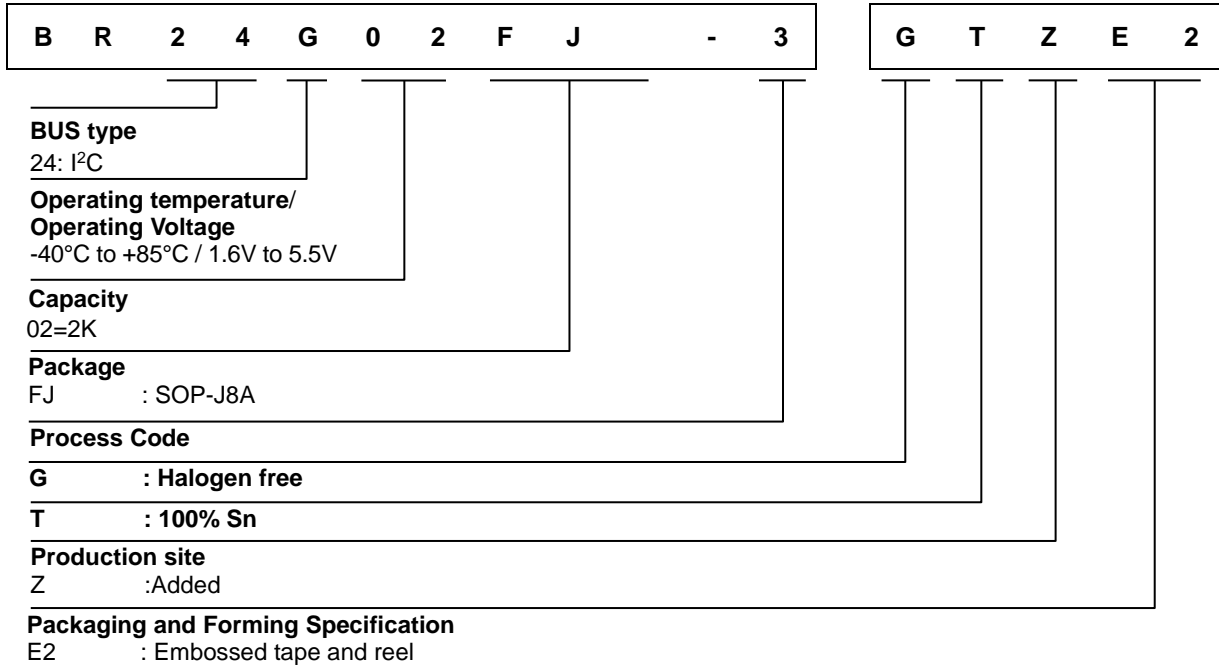 B R 2 4 G 0 2 F J - 3 G T Z E 2
BUS type
24: I²C
Operating temperature/
Operating Voltage
-40°C to +85°C / 1.6V to 5.5V
Capacity
02=2K
Package
FJ : SOP-J8A
Process Code
G : Halogen free
T : 100% Sn
Production site
Z :Added
Packaging and Forming Specification
E2 : Embossed tape and reel